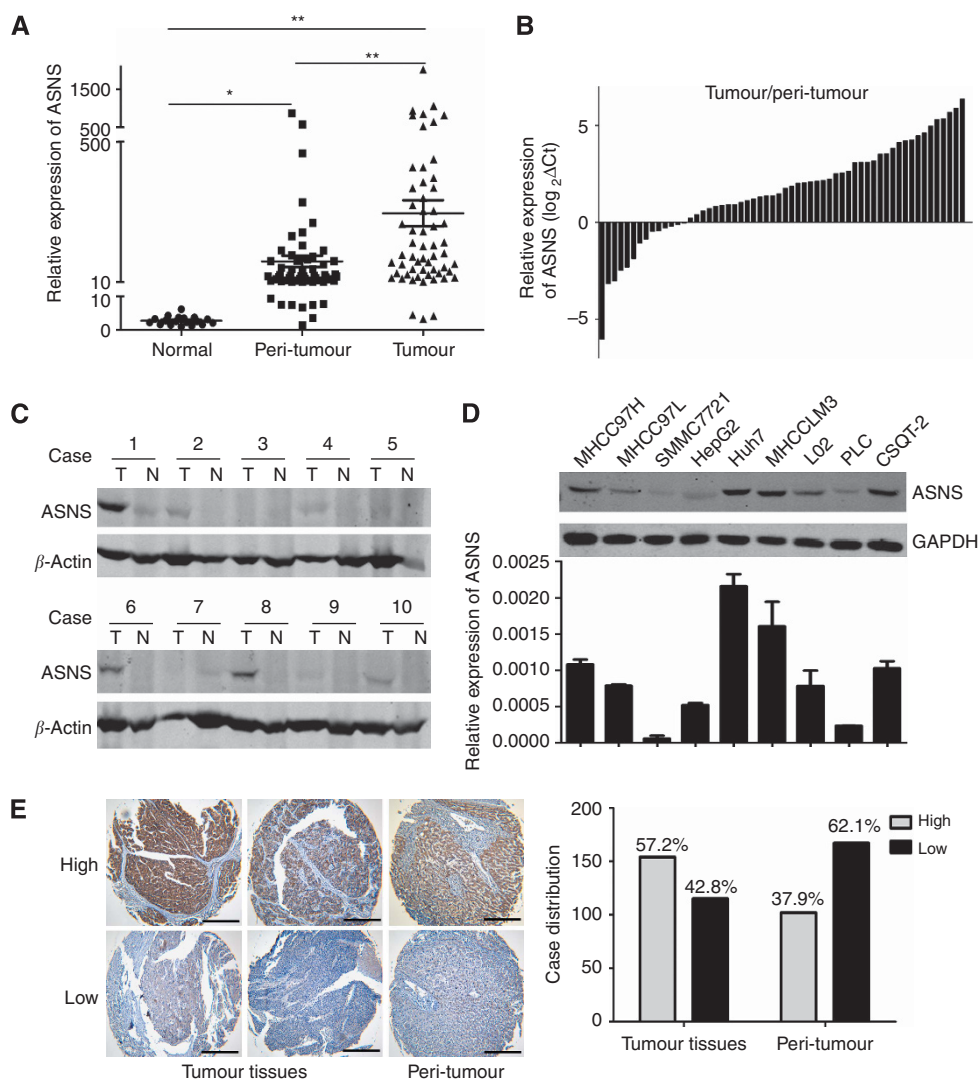 A
Relative expression of ASNS
1500
500
500
10
10
0
**
**
*
Normal
Peri-tumour
Tumour
B
Relative expression
of ASNS (log 2ΔCt)
Tumour/peri-tumour
5
0
−5
C
Case
1 2 3 4 5
T N T N T N T N T N
ASNS
β-Actin
Case
6 7 8 9 10
T N T N T N T N T N
ASNS
β-Actin
D
MHCC97H
MHCC97L
SMMC7721
HepG2
Huh7
MHCCLM3
L02
PLC
CSQT-2
ASNS
GAPDH
Relative expression of ASNS
0.0025
0.0020
0.0015
0.0010
0.0005
0.0000
E
High
Low
Tumour tissues
Peri-tumour
Case distribution
200
150
100
50
0
57.2%
42.8%
37.9%
62.1%
High
Low
Tumour tissues
Peri-tumour